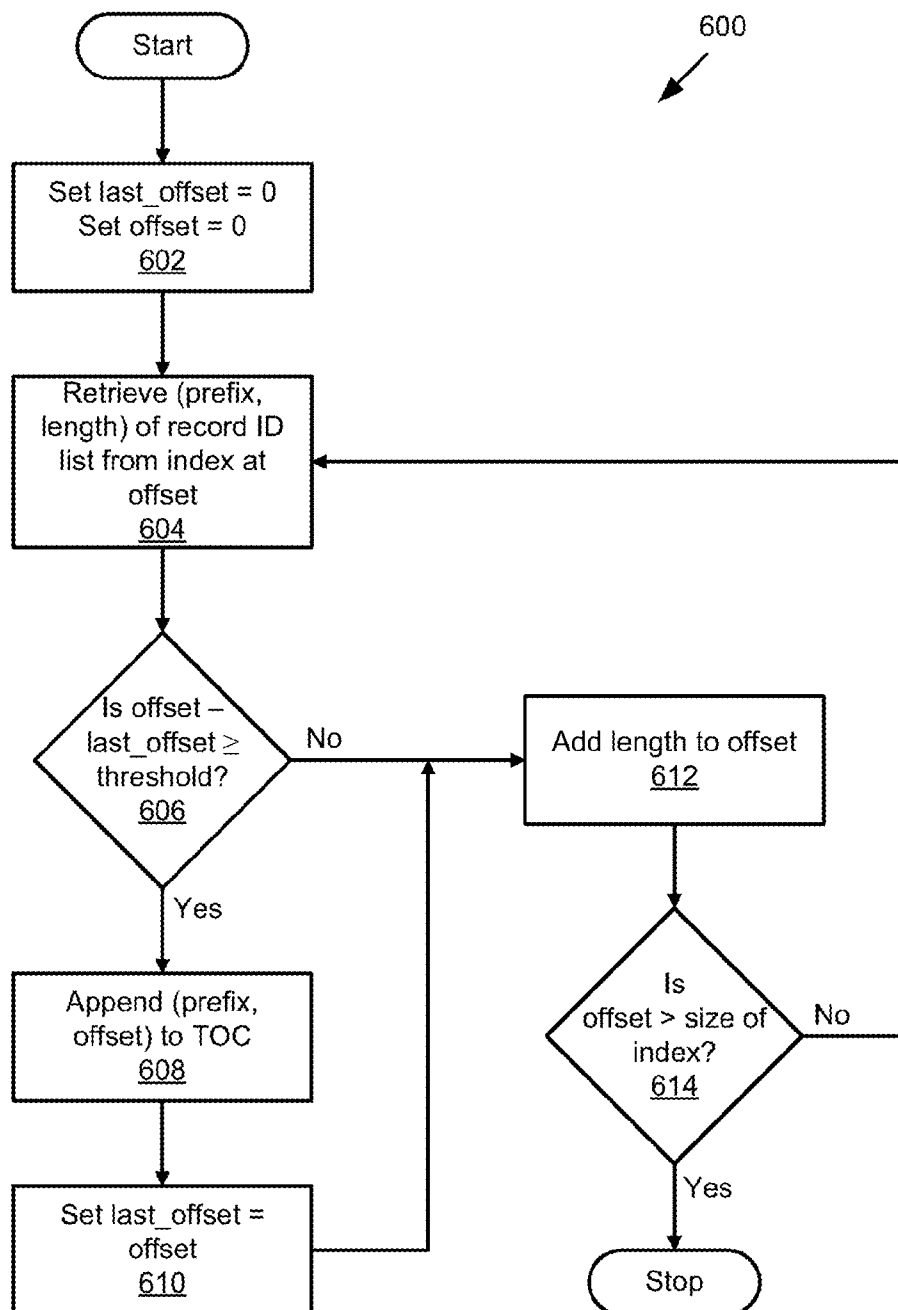 Start
600
Set last_offset = 0
Set offset = 0
602
Retrieve (prefix,
length) of record ID
list from index at
offset
604
Is offset –
last_offset ≥
threshold?
606
No
Yes
Append (prefix,
offset) to TOC
608
Set last_offset =
offset
610
Add length to offset
612
Is
offset > size of
index?
614
No
Yes
Stop